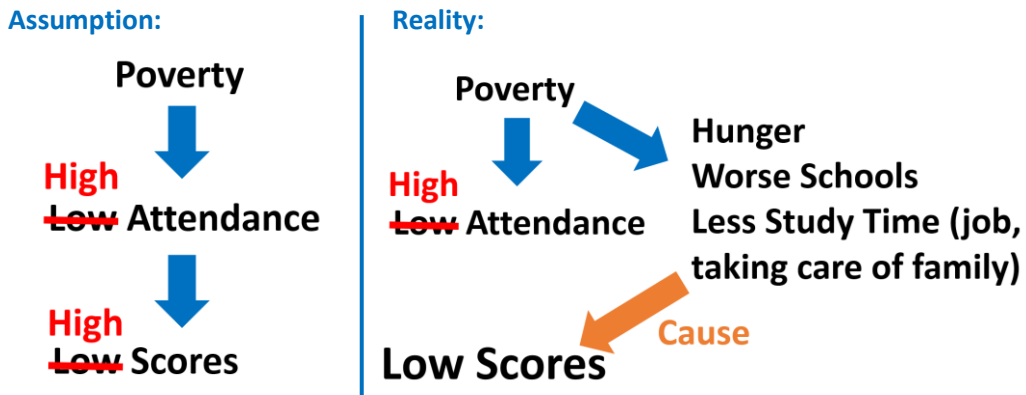 Assumption:
Poverty
High
Low Attendance
High
Low Scores
Reality:
Poverty
High
Low Attendance
Hunger
Worse Schools
Less Study Time (job,
taking care of family)
Cause
Low Scores